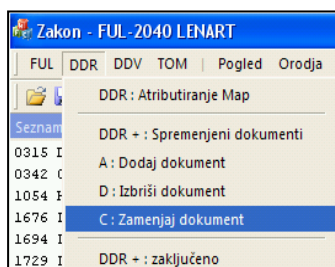 Zakon - FUL-2040 LENART
FUL DDR DDV TOM | Pogled Orodja
DDR : Atributiranje Map
Seznam
DDR + : Spremenjeni dokumenti
0315 I
A : Dodaj dokument
0342
D : Izbriši dokument
1054
C : Zamenjaj dokument
1676 I
1694 I
DDR + : zaključeno
1729 I